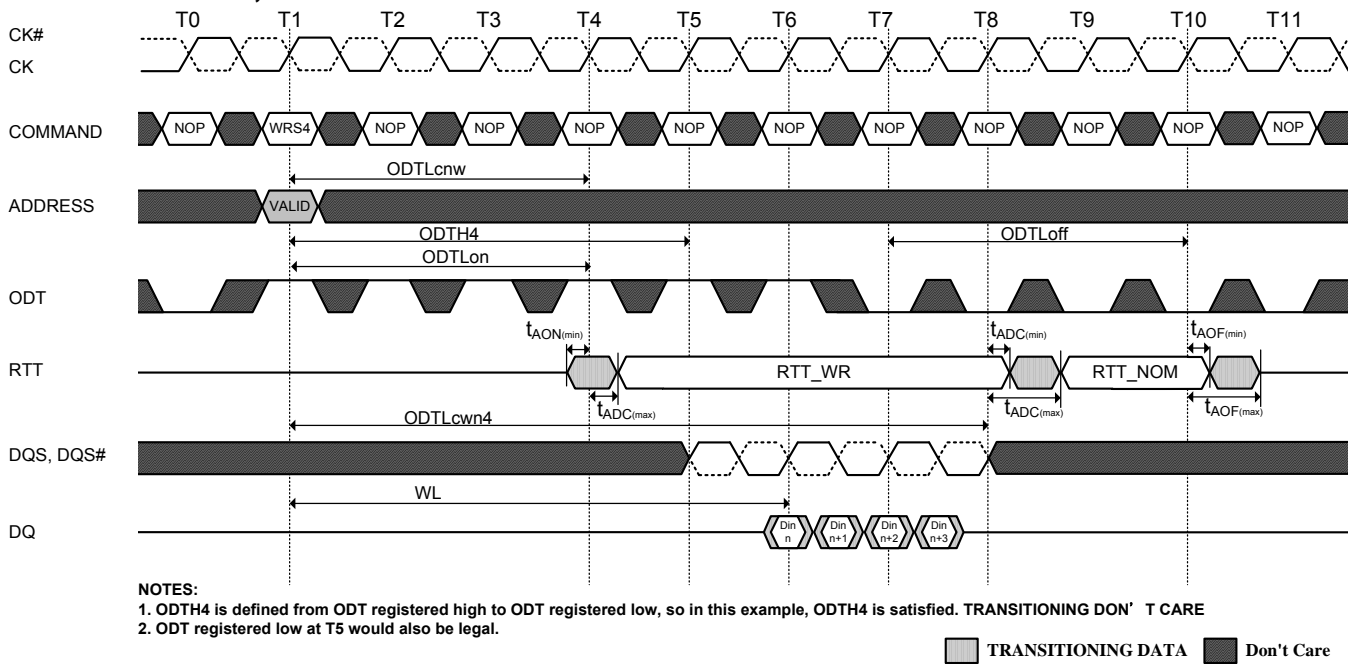 T0 T1 T2 T3 T4 T5 T6 T7 T8 T9 T10 T11
CK#
CK
COMMAND NOP WRS4 NOP NOP NOP NOP NOP NOP NOP NOP NOP NOP
ODTLcnw
ADDRESS VALID
ODTH4 ODTLoff
ODTLon
ODT
tAON(min) tADC(min) tAOF(min)
RTT RTT_WR RTT_NOM
tADC(max) tADC(max) tAOF(max)
ODTLcwn4
DQS, DQS#
WL
DQ Din n Din n+1 Din n+2 Din n+3
NOTES:
1. ODTH4 is defined from ODT registered high to ODT registered low, so in this example, ODTH4 is satisfied. TRANSITIONING DON' T CARE
2. ODT registered low at T5 would also be legal.
TRANSITIONING DATA Don't Care